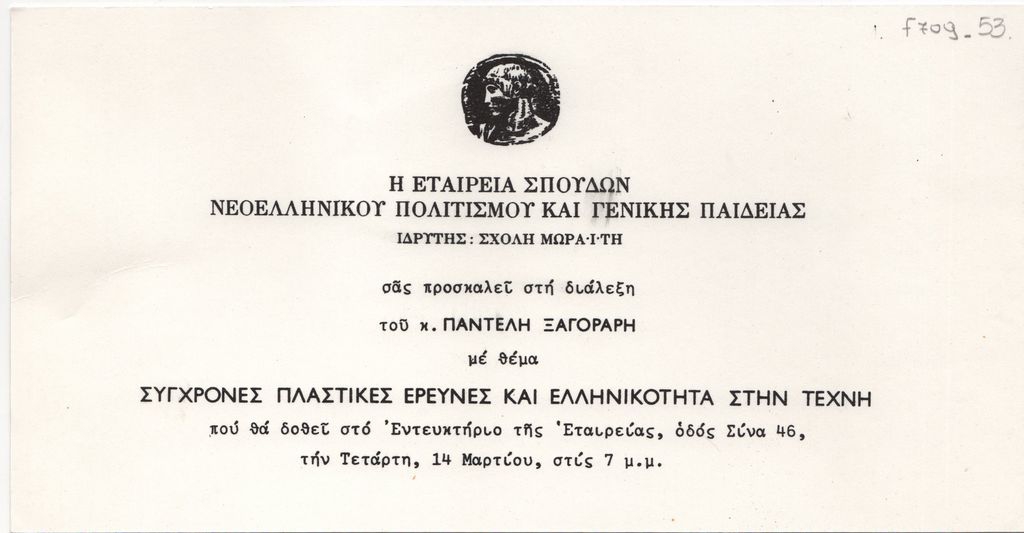 f709-53.
Η ΕΤΑΙΡΕΙΑ ΣΠΟΥΔΩΝ
ΝΕΟΕΛΛΗΝΙΚΟΥ ΠΟΛΙΤΙΣΜΟΥ ΚΑΙ ΓΕΝΙΚΗΣ ΠΑΙΔΕΙΑΣ
ΙΔΡΥΤΗΣ: ΣΧΟΛΗ ΜΩΡΑ·Ι·ΤΗ
σᾶς προσκαλεῖ στή διάλεξη
τοῦ κ. ΠΑΝΤΕΛΗ ΞΑΓΟΡΑΡΗ
μέ θέμα
ΣΥΓΧΡΟΝΕΣ ΠΛΑΣΤΙΚΕΣ ΕΡΕΥΝΕΣ ΚΑΙ ΕΛΛΗΝΙΚΟΤΗΤΑ ΣΤΗΝ ΤΕΧΝΗ
πού θά δοθεῖ στό Ἐντευκτήριο τῆς Ἑταιρείας, ὁδός Σίνα 46,
τήν Τετάρτη, 14 Μαρτίου, στίς 7 μ.μ.